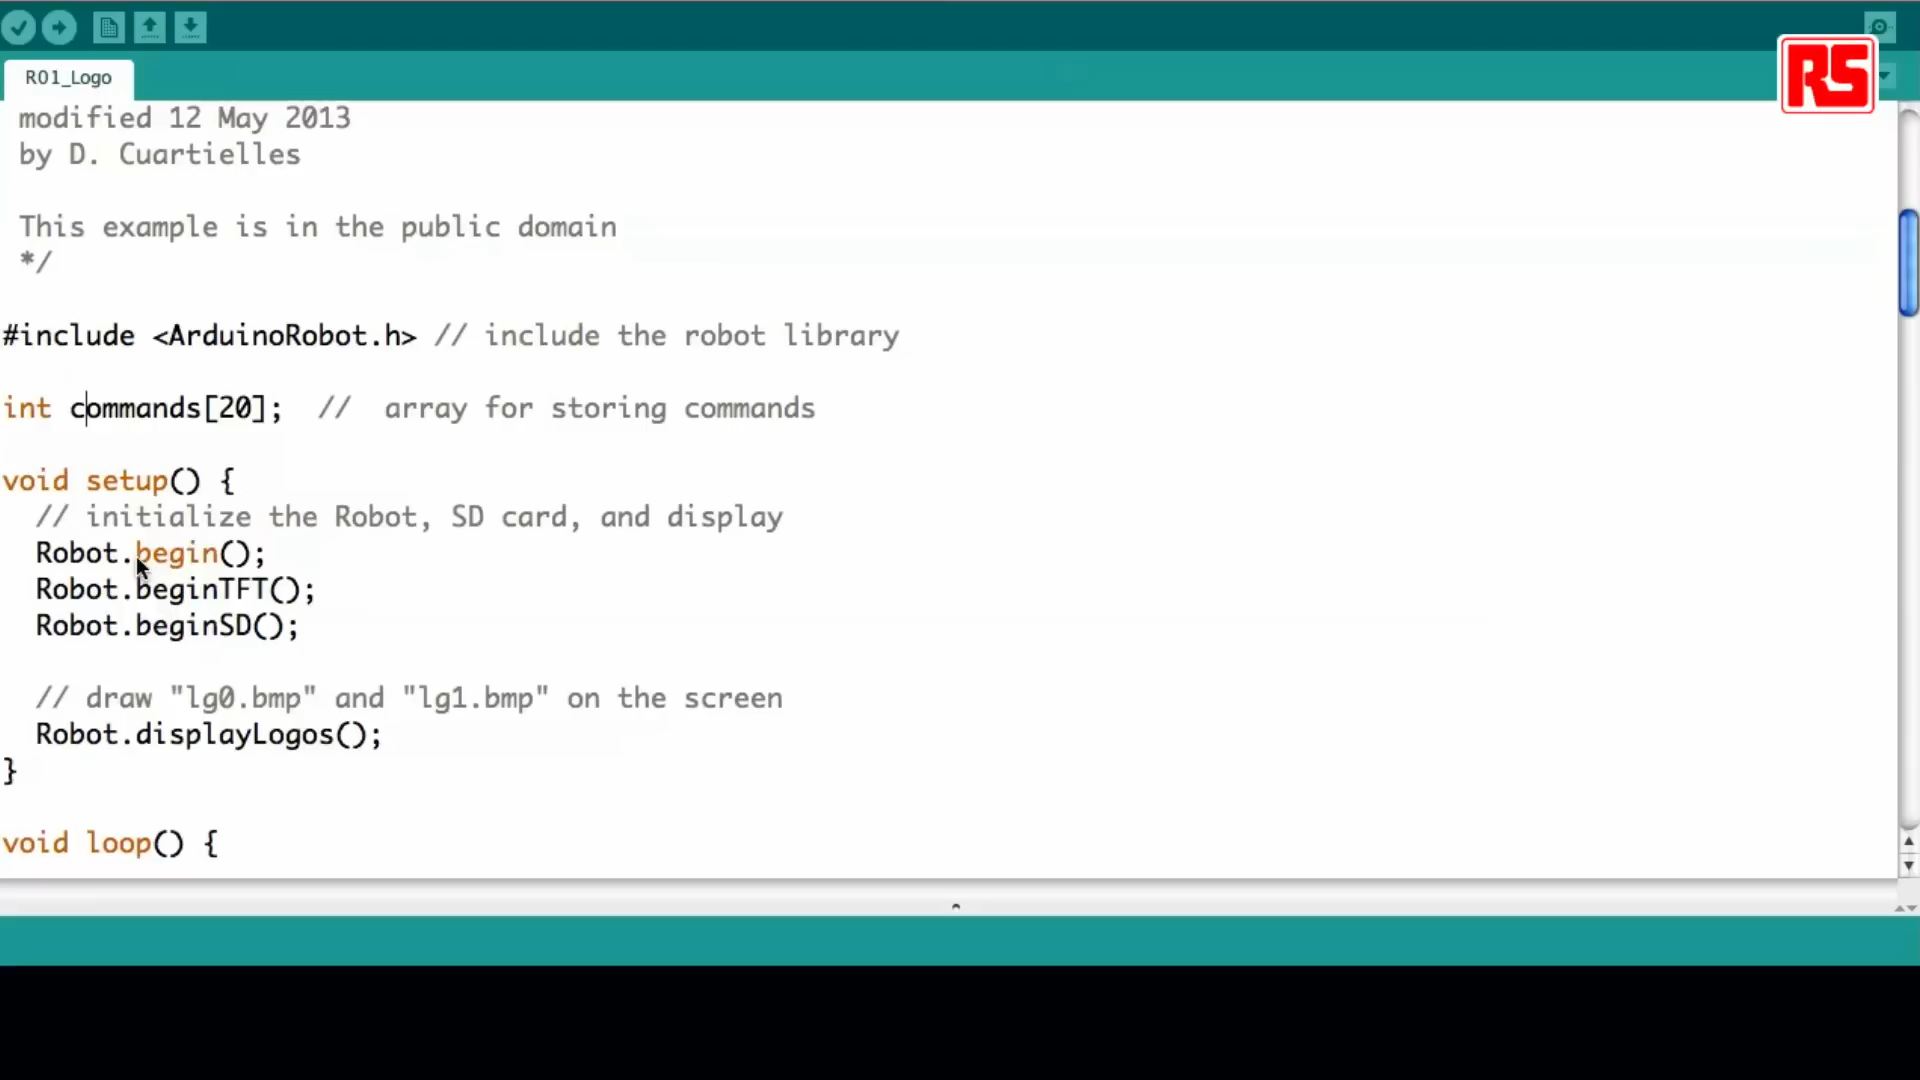 RS
R01_Logo
modified 12 May 2013
by D. Cuartielles
This example is in the public domain
*/
#include <ArduinoRobot.h> // include the robot library
int commands[20];  //  array for storing commands
void setup() {
// initialize the Robot, SD card, and display
Robot.begin();
Robot.beginTFT();
Robot.beginSD();
// draw "lg0.bmp" and "lg1.bmp" on the screen
Robot.displayLogos();
}
void loop() {